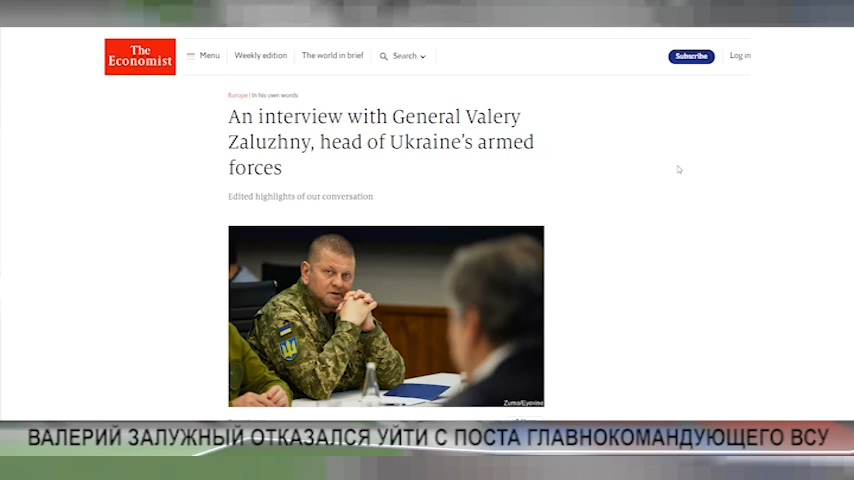 The
Economist
Menu
Weekly edition
The world in brief
Search
Subscribe
Log in
Europe | In his own words
An interview with General Valery
Zaluzhny, head of Ukraine's armed
forces
Edited highlights of our conversation
Zuma/Eyevine
ВАЛЕРИЙ ЗАЛУЖНЫЙ ОТКАЗАЛСЯ УЙТИ С ПОСТА ГЛАВНОКОМАНДУЮЩЕГО ВСУ